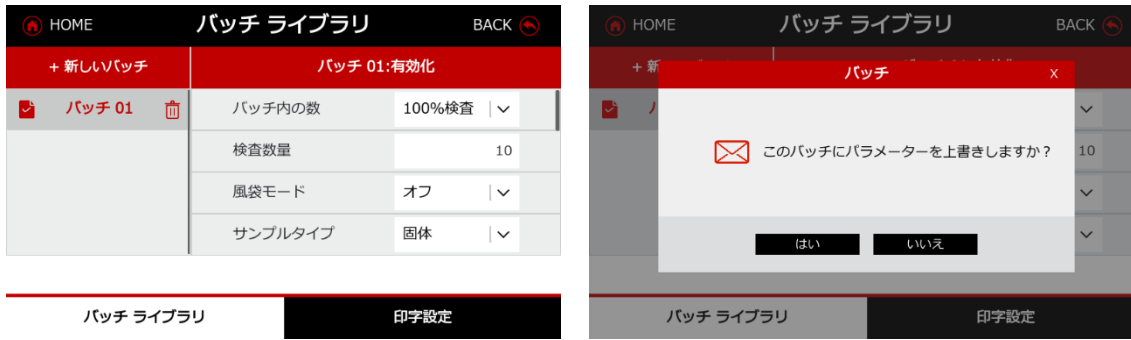 HOME バッチ ライブラリ BACK
+ 新しいバッチ バッチ 01:有効化
バッチ 01 バッチ内の数 100%検査
検査数量 10
風袋モード オフ
サンプルタイプ 固体
バッチ ライブラリ 印字設定
HOME バッチ ライブラリ BACK
+ 新
バッチ X
このバッチにパラメーターを上書きしますか？
10
はい いいえ
バッチ ライブラリ 印字設定